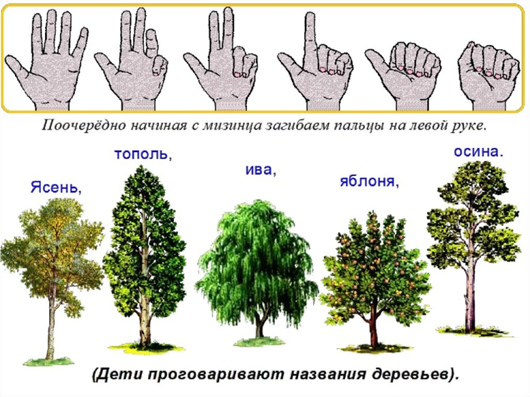 Поочерёдно начиная с мизинца загибаем пальцы на левой руке.
Ясень,
тополь,
ива,
яблоня,
осина.
(Дети проговаривают названия деревьев).